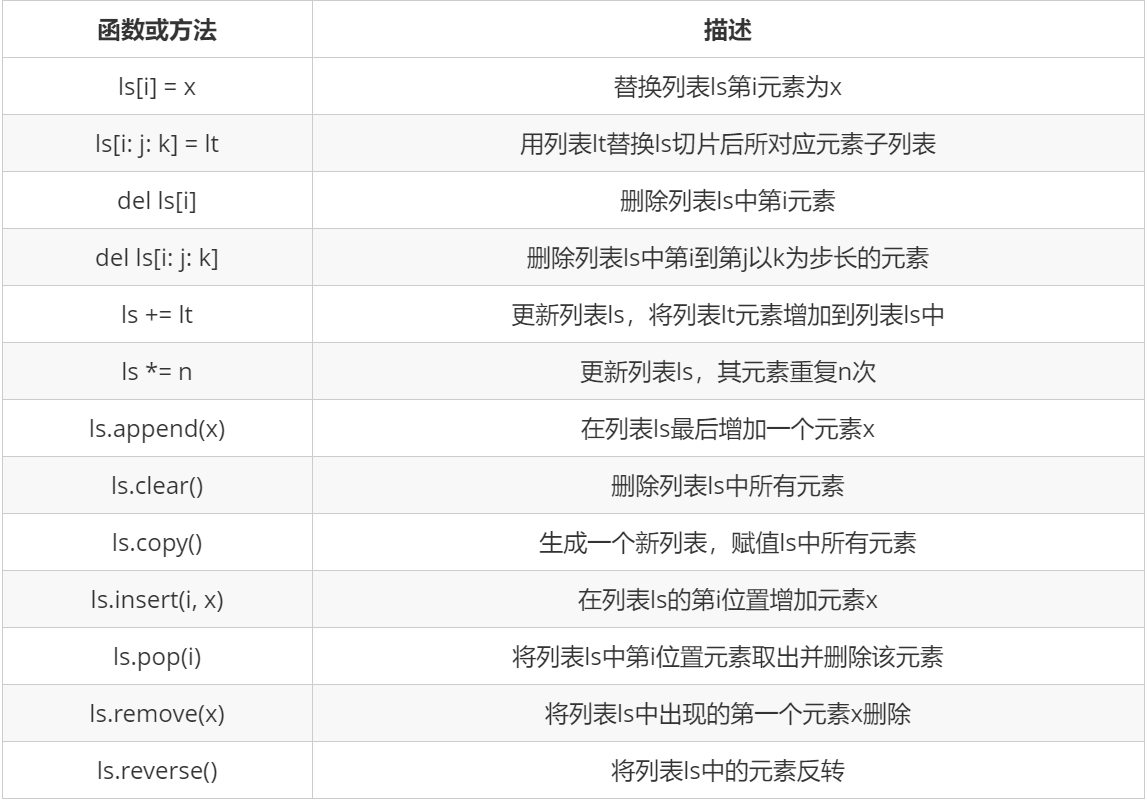 函数或方法 描述
ls[i] = x 替换列表ls第i元素为x
ls[i: j: k] = lt 用列表lt替换ls切片后所对应元素子列表
del ls[i] 删除列表ls中第i元素
del ls[i: j: k] 删除列表ls中第i到第j以k为步长的元素
ls += lt 更新列表ls，将列表lt元素增加到列表ls中
ls *= n 更新列表ls，其元素重复n次
ls.append(x) 在列表ls最后增加一个元素x
ls.clear() 删除列表ls中所有元素
ls.copy() 生成一个新列表，赋值ls中所有元素
ls.insert(i, x) 在列表ls的第i位置增加元素x
ls.pop(i) 将列表ls中第i位置元素取出并删除该元素
ls.remove(x) 将列表ls中出现的第一个元素x删除
ls.reverse() 将列表ls中的元素反转